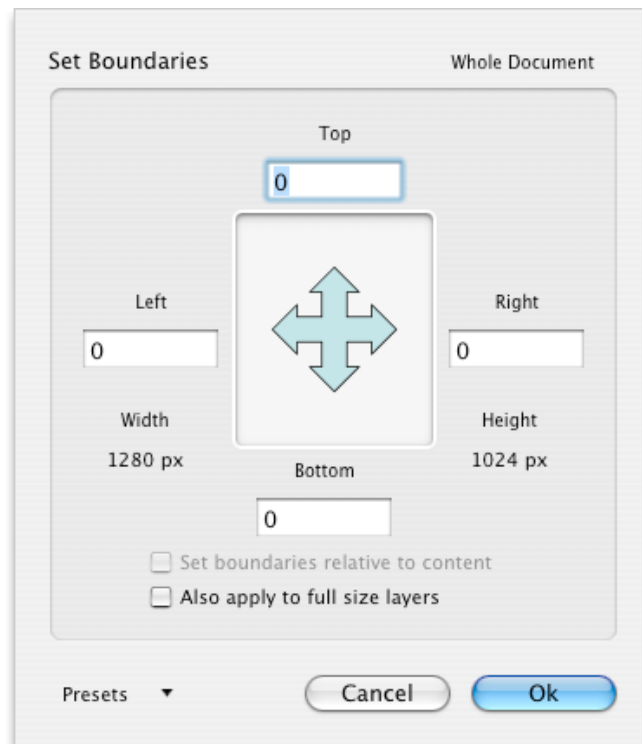 Set Boundaries Whole Document
Top
0
Left Right
0 0
Width Height
1280 px 1024 px
Bottom
0
Set boundaries relative to content
Also apply to full size layers
Presets Cancel Ok